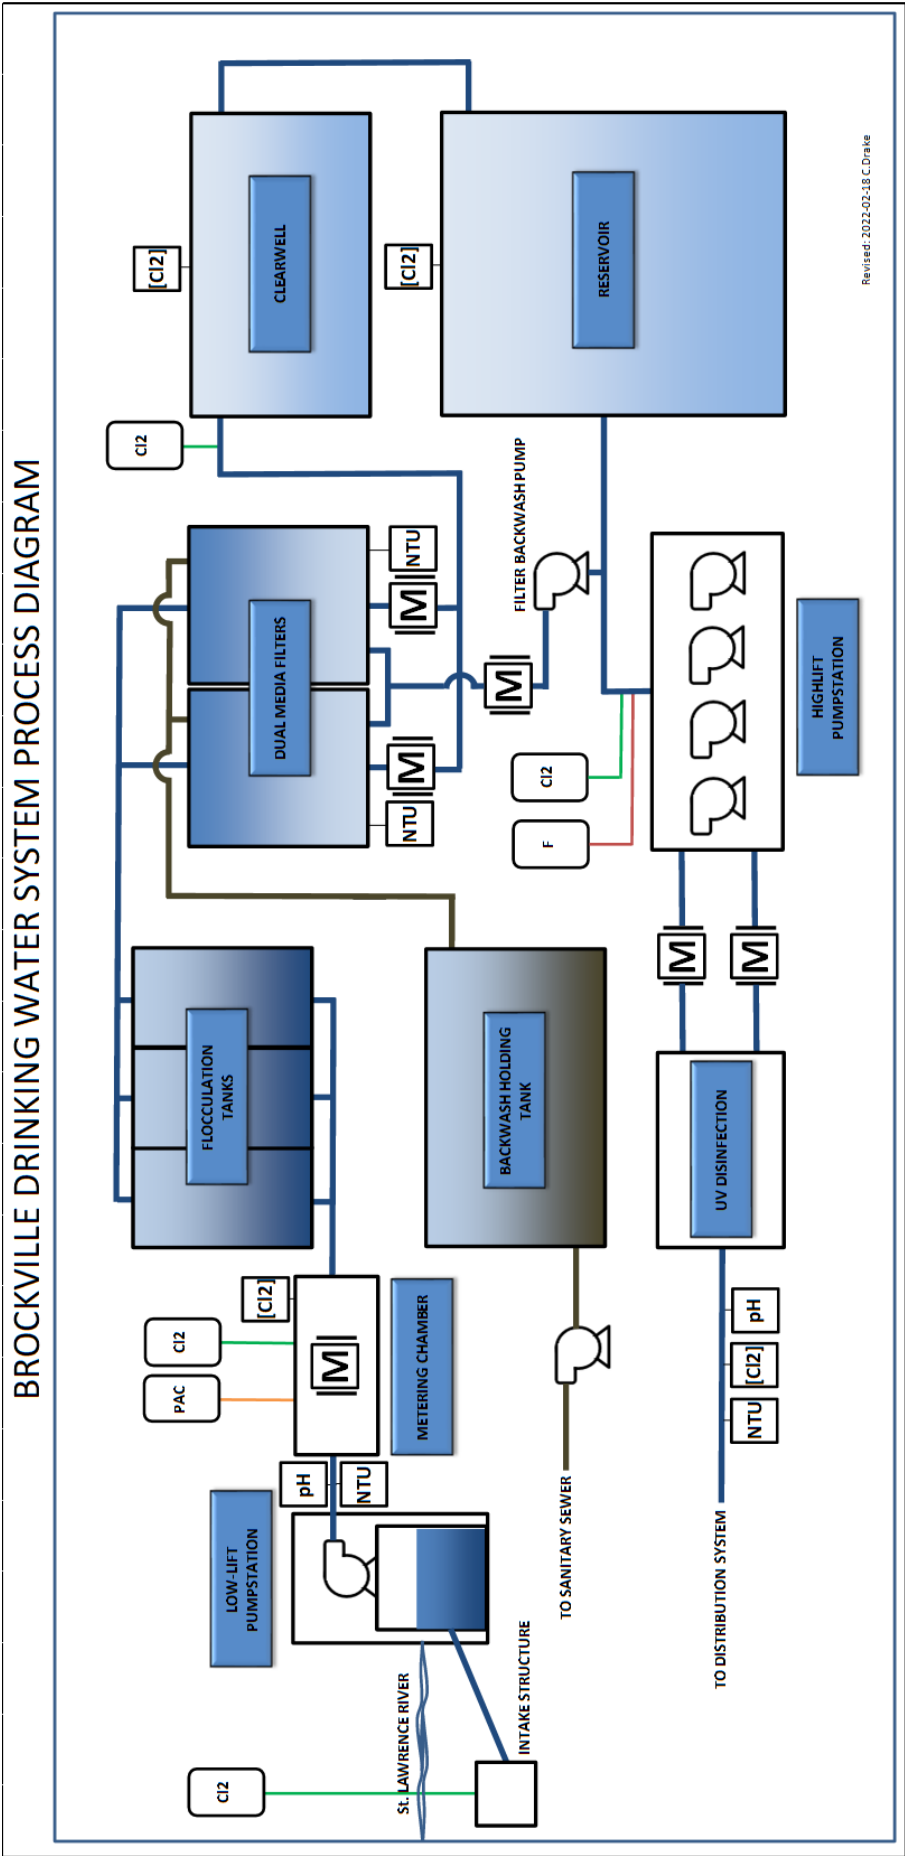 BROCKVILLE DRINKING WATER SYSTEM PROCESS DIAGRAM
Cl2
St. LAWRENCE RIVER
INTAKE STRUCTURE
LOW-LIFT
PUMPSTATION
pH
NTU
PAC
Cl2
[Cl2]
M
METERING CHAMBER
FLOCCULATION
TANKS
DUAL MEDIA FILTERS
NTU
M
M
NTU
Cl2
[Cl2]
CLEARWELL
[Cl2]
RESERVOIR
FILTER BACKWASH PUMP
M
BACKWASH HOLDING
TANK
TO SANITARY SEWER
F
Cl2
HIGHLIFT
PUMPSTATION
M
M
UV DISINFECTION
NTU
[Cl2]
pH
TO DISTRIBUTION SYSTEM
Revised: 2022-02-18 C.Drake